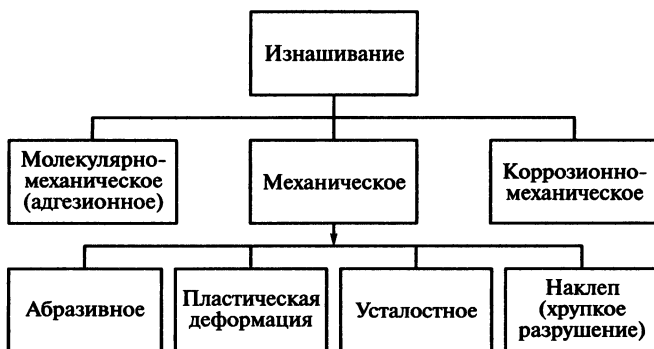 Изнашивание
Молекулярно-
механическое
(адгезионное)
Механическое
Коррозионно-
механическое
Абразивное
Пластическая
деформация
Усталостное
Наклеп
(хрупкое
разрушение)